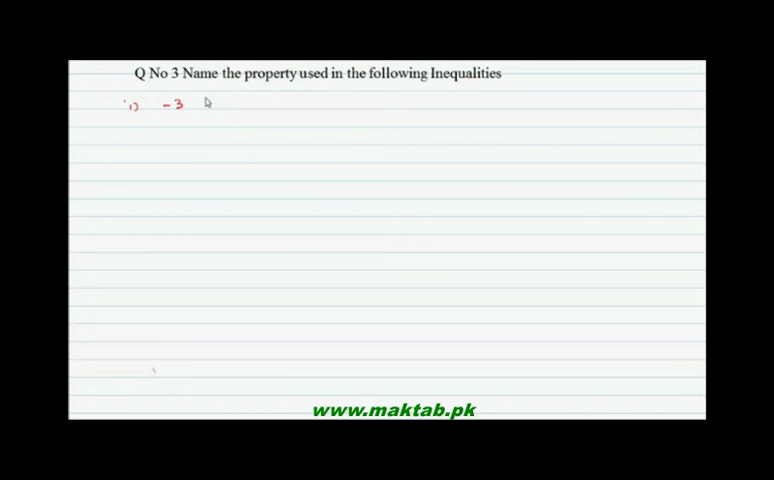 Q No 3 Name the property used in the following Inequalities
i) -3
www.maktab.pk